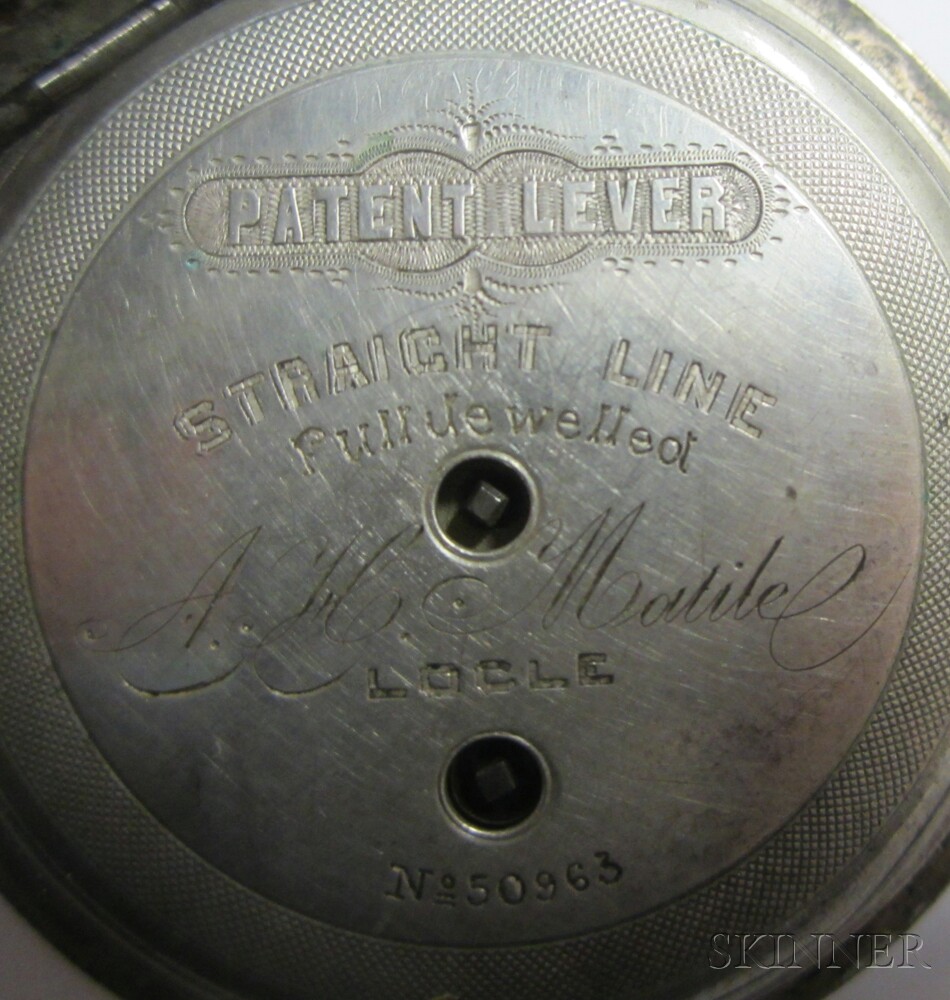 PATENT LEVER
STRAIGHT LINE
Full Jewelled
A. H. Matile
LOCLE
Nº 50963
SKINNER